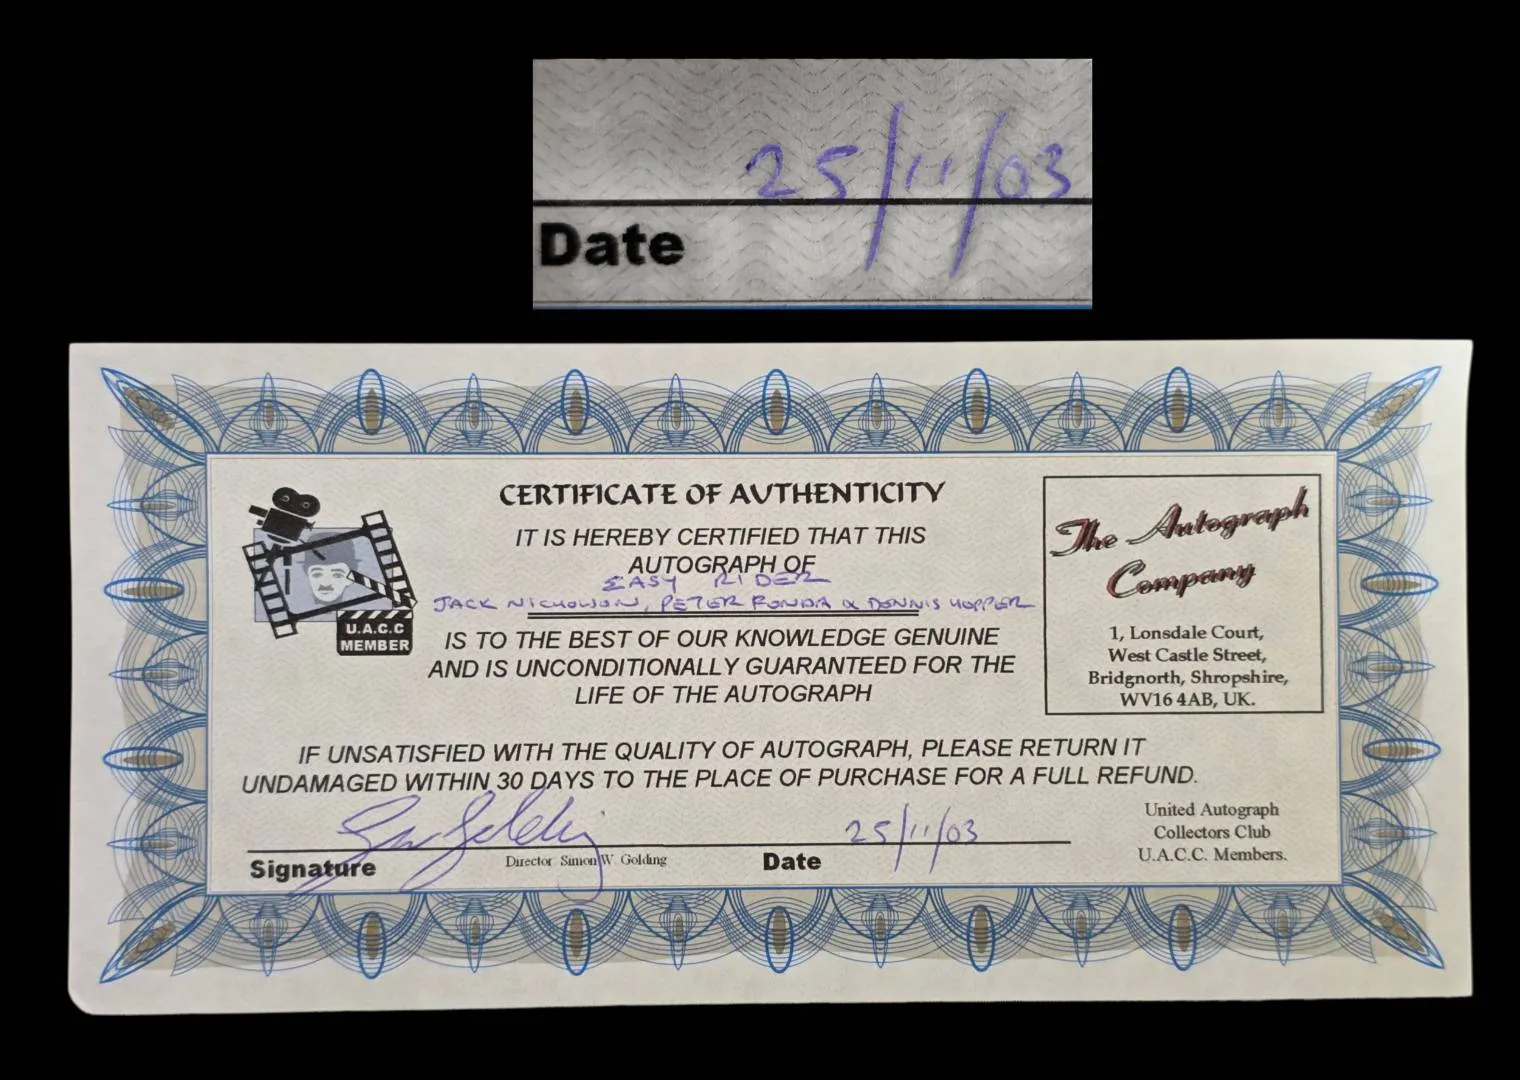 25/11/03
Date
CERTIFICATE OF AUTHENTICITY
IT IS HEREBY CERTIFIED THAT THIS
AUTOGRAPH OF
EASY RIDER
JACK NICHOLSON, PETER FONDA & DENNIS HOPPER
IS TO THE BEST OF OUR KNOWLEDGE GENUINE
AND IS UNCONDITIONALLY GUARANTEED FOR THE
LIFE OF THE AUTOGRAPH
U.A.C.C
MEMBER
The Autograph
Company
1, Lonsdale Court,
West Castle Street,
Bridgnorth, Shropshire,
WV16 4AB, UK.
IF UNSATISFIED WITH THE QUALITY OF AUTOGRAPH, PLEASE RETURN IT
UNDAMAGED WITHIN 30 DAYS TO THE PLACE OF PURCHASE FOR A FULL REFUND.
25/11/03
Signature Director Simon W. Golding Date
United Autograph
Collectors Club
U.A.C.C. Members.